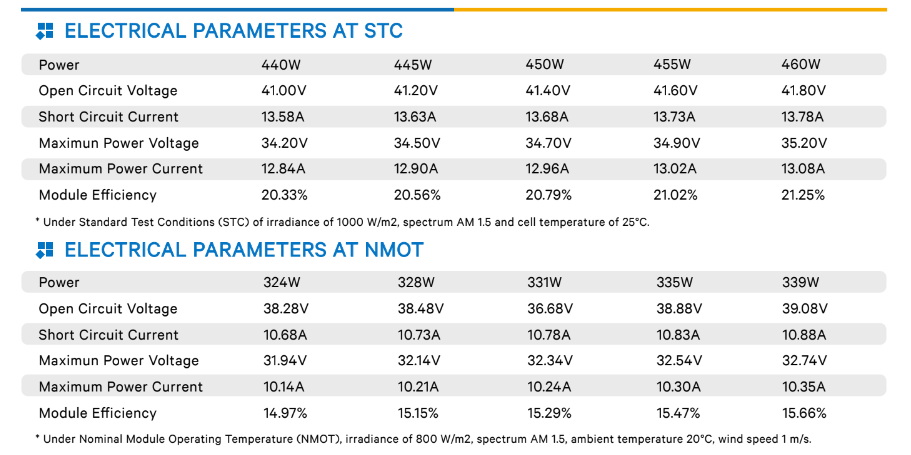 ELECTRICAL PARAMETERS AT STC
Power 440W 445W 450W 455W 460W
Open Circuit Voltage 41.00V 41.20V 41.40V 41.60V 41.80V
Short Circuit Current 13.58A 13.63A 13.68A 13.73A 13.78A
Maximun Power Voltage 34.20V 34.50V 34.70V 34.90V 35.20V
Maximum Power Current 12.84A 12.90A 12.96A 13.02A 13.08A
Module Efficiency 20.33% 20.56% 20.79% 21.02% 21.25%
* Under Standard Test Conditions (STC) of irradiance of 1000 W/m2, spectrum AM 1.5 and cell temperature of 25°C.
ELECTRICAL PARAMETERS AT NMOT
Power 324W 328W 331W 335W 339W
Open Circuit Voltage 38.28V 38.48V 36.68V 38.88V 39.08V
Short Circuit Current 10.68A 10.73A 10.78A 10.83A 10.88A
Maximun Power Voltage 31.94V 32.14V 32.34V 32.54V 32.74V
Maximum Power Current 10.14A 10.21A 10.24A 10.30A 10.35A
Module Efficiency 14.97% 15.15% 15.29% 15.47% 15.66%
* Under Nominal Module Operating Temperature (NMOT), irradiance of 800 W/m2, spectrum AM 1.5, ambient temperature 20°C, wind speed 1 m/s.